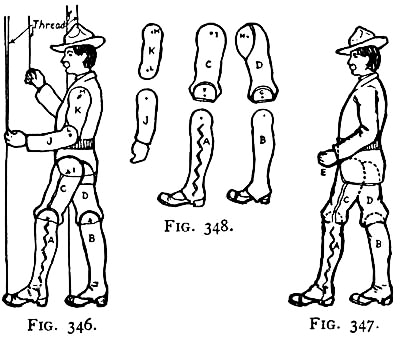 Thread
K
J
C
D
A
B
FIG. 346.
M
K
L
J
C
A
H
D
B
FIG. 348.
E
C
D
A
B
FIG. 347.